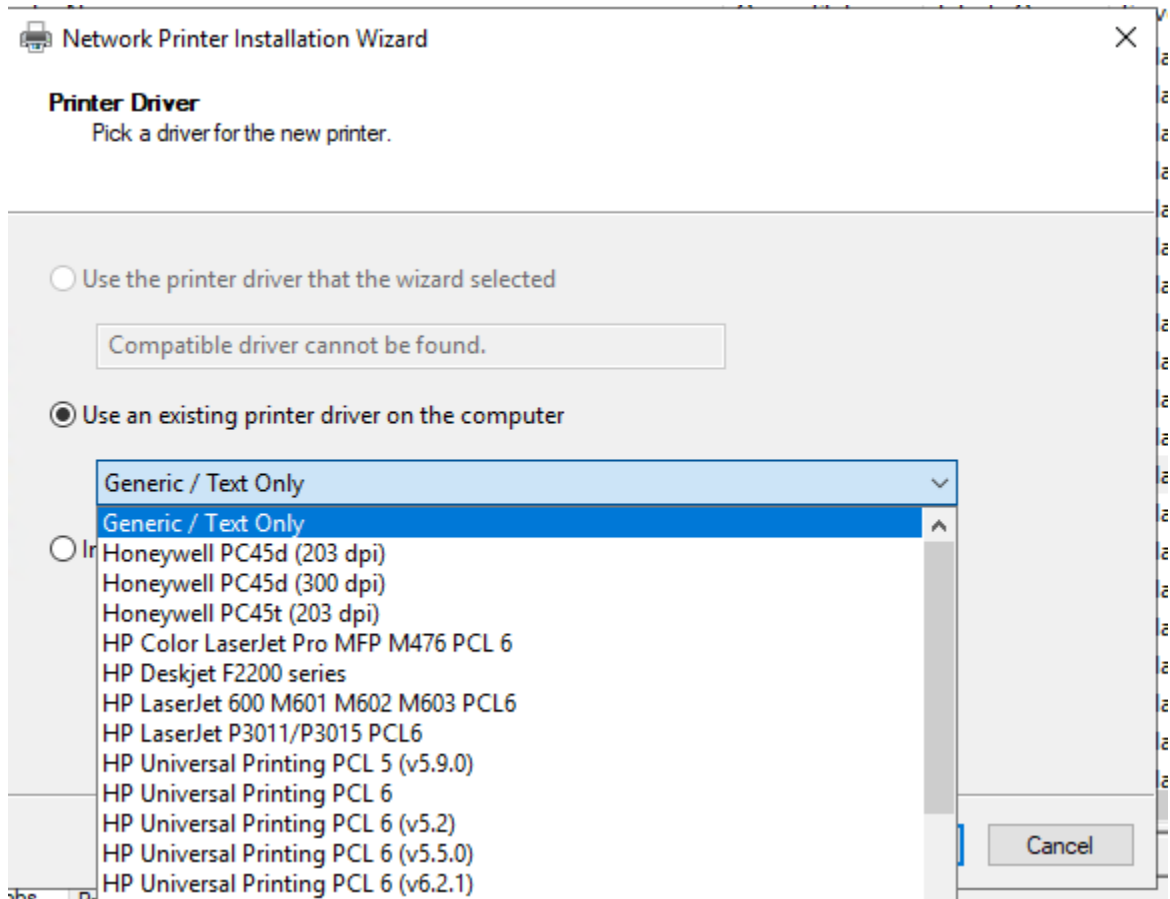 Network Printer Installation Wizard
Printer Driver
Pick a driver for the new printer.
Use the printer driver that the wizard selected
Compatible driver cannot be found.
Use an existing printer driver on the computer
Generic / Text Only
Generic / Text Only
Honeywell PC45d (203 dpi)
Honeywell PC45d (300 dpi)
Honeywell PC45t (203 dpi)
HP Color LaserJet Pro MFP M476 PCL 6
HP Deskjet F2200 series
HP LaserJet 600 M601 M602 M603 PCL6
HP LaserJet P3011/P3015 PCL6
HP Universal Printing PCL 5 (v5.9.0)
HP Universal Printing PCL 6
HP Universal Printing PCL 6 (v5.2)
HP Universal Printing PCL 6 (v5.5.0)
HP Universal Printing PCL 6 (v6.2.1)
Cancel